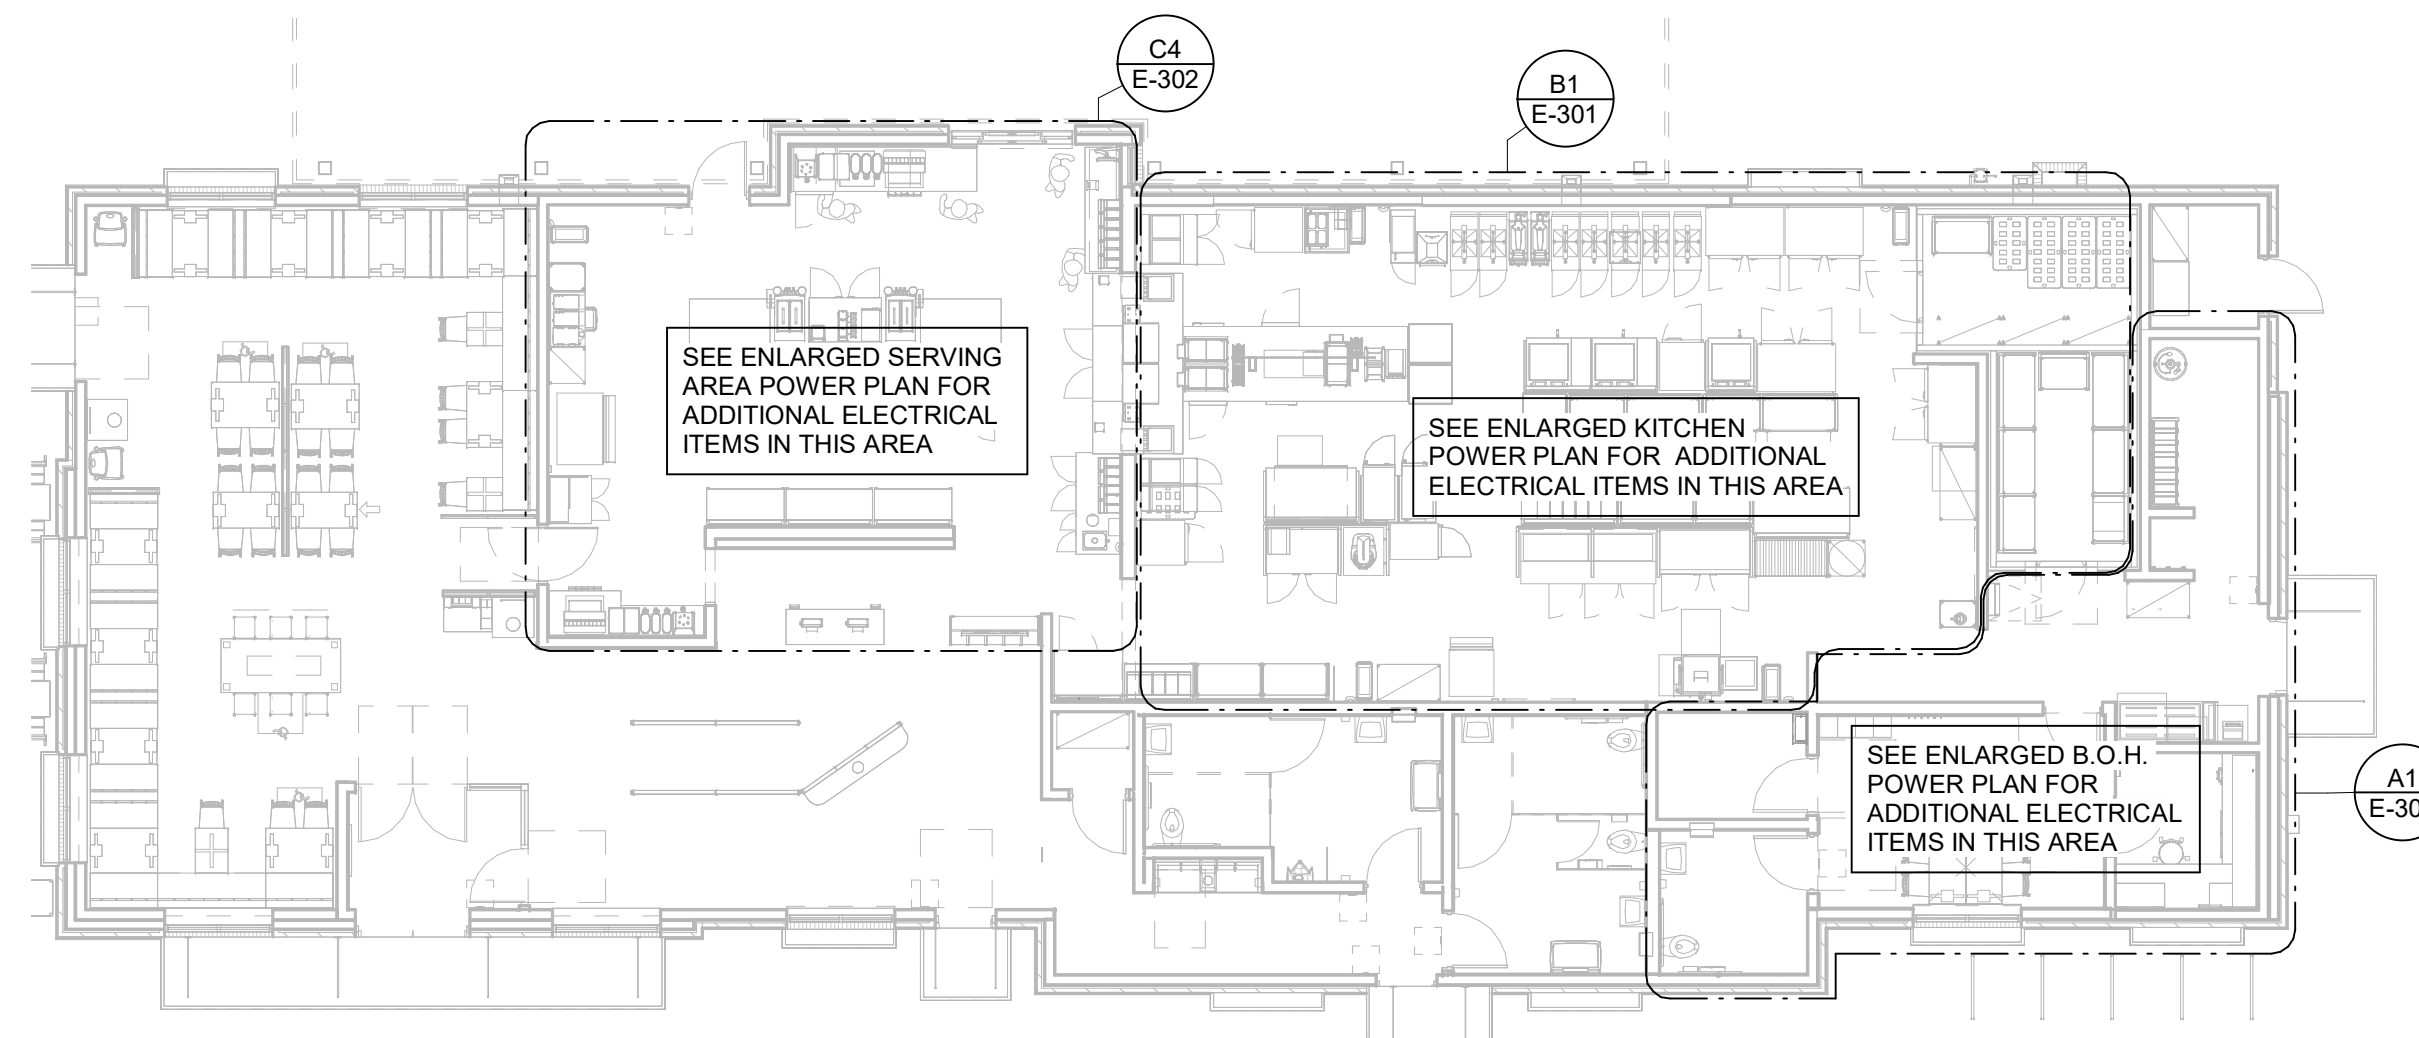 C4
E-302
B1
E-301
SEE ENLARGED SERVING
AREA POWER PLAN FOR
ADDITIONAL ELECTRICAL
ITEMS IN THIS AREA
SEE ENLARGED KITCHEN
POWER PLAN FOR ADDITIONAL
ELECTRICAL ITEMS IN THIS AREA
SEE ENLARGED B.O.H.
POWER PLAN FOR
ADDITIONAL ELECTRICAL
ITEMS IN THIS AREA
A1